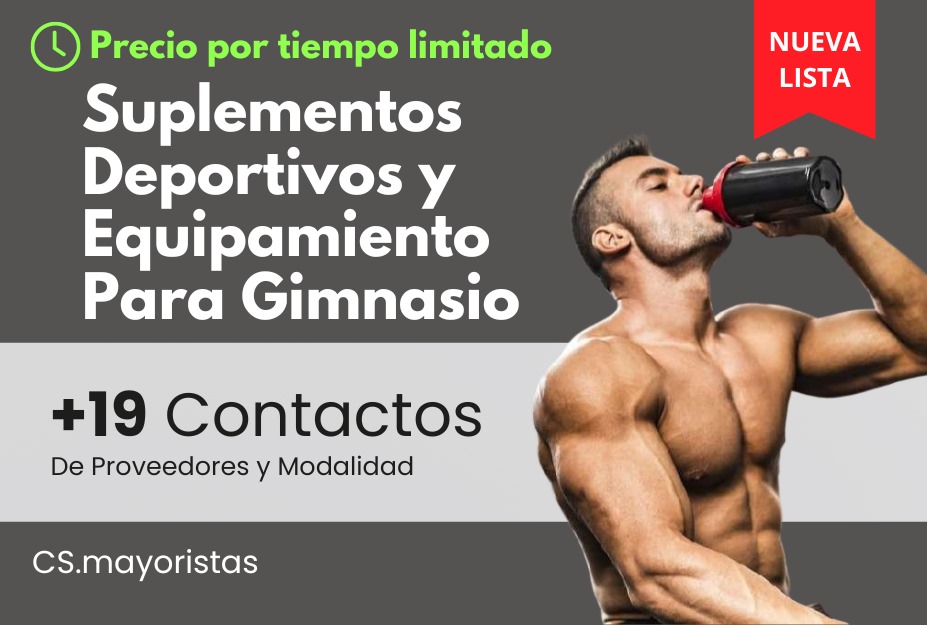 Precio por tiempo limitado
NUEVA
LISTA
Suplementos
Deportivos y
Equipamiento
Para Gimnasio
+19 Contactos
De Proveedores y Modalidad
CS.mayoristas